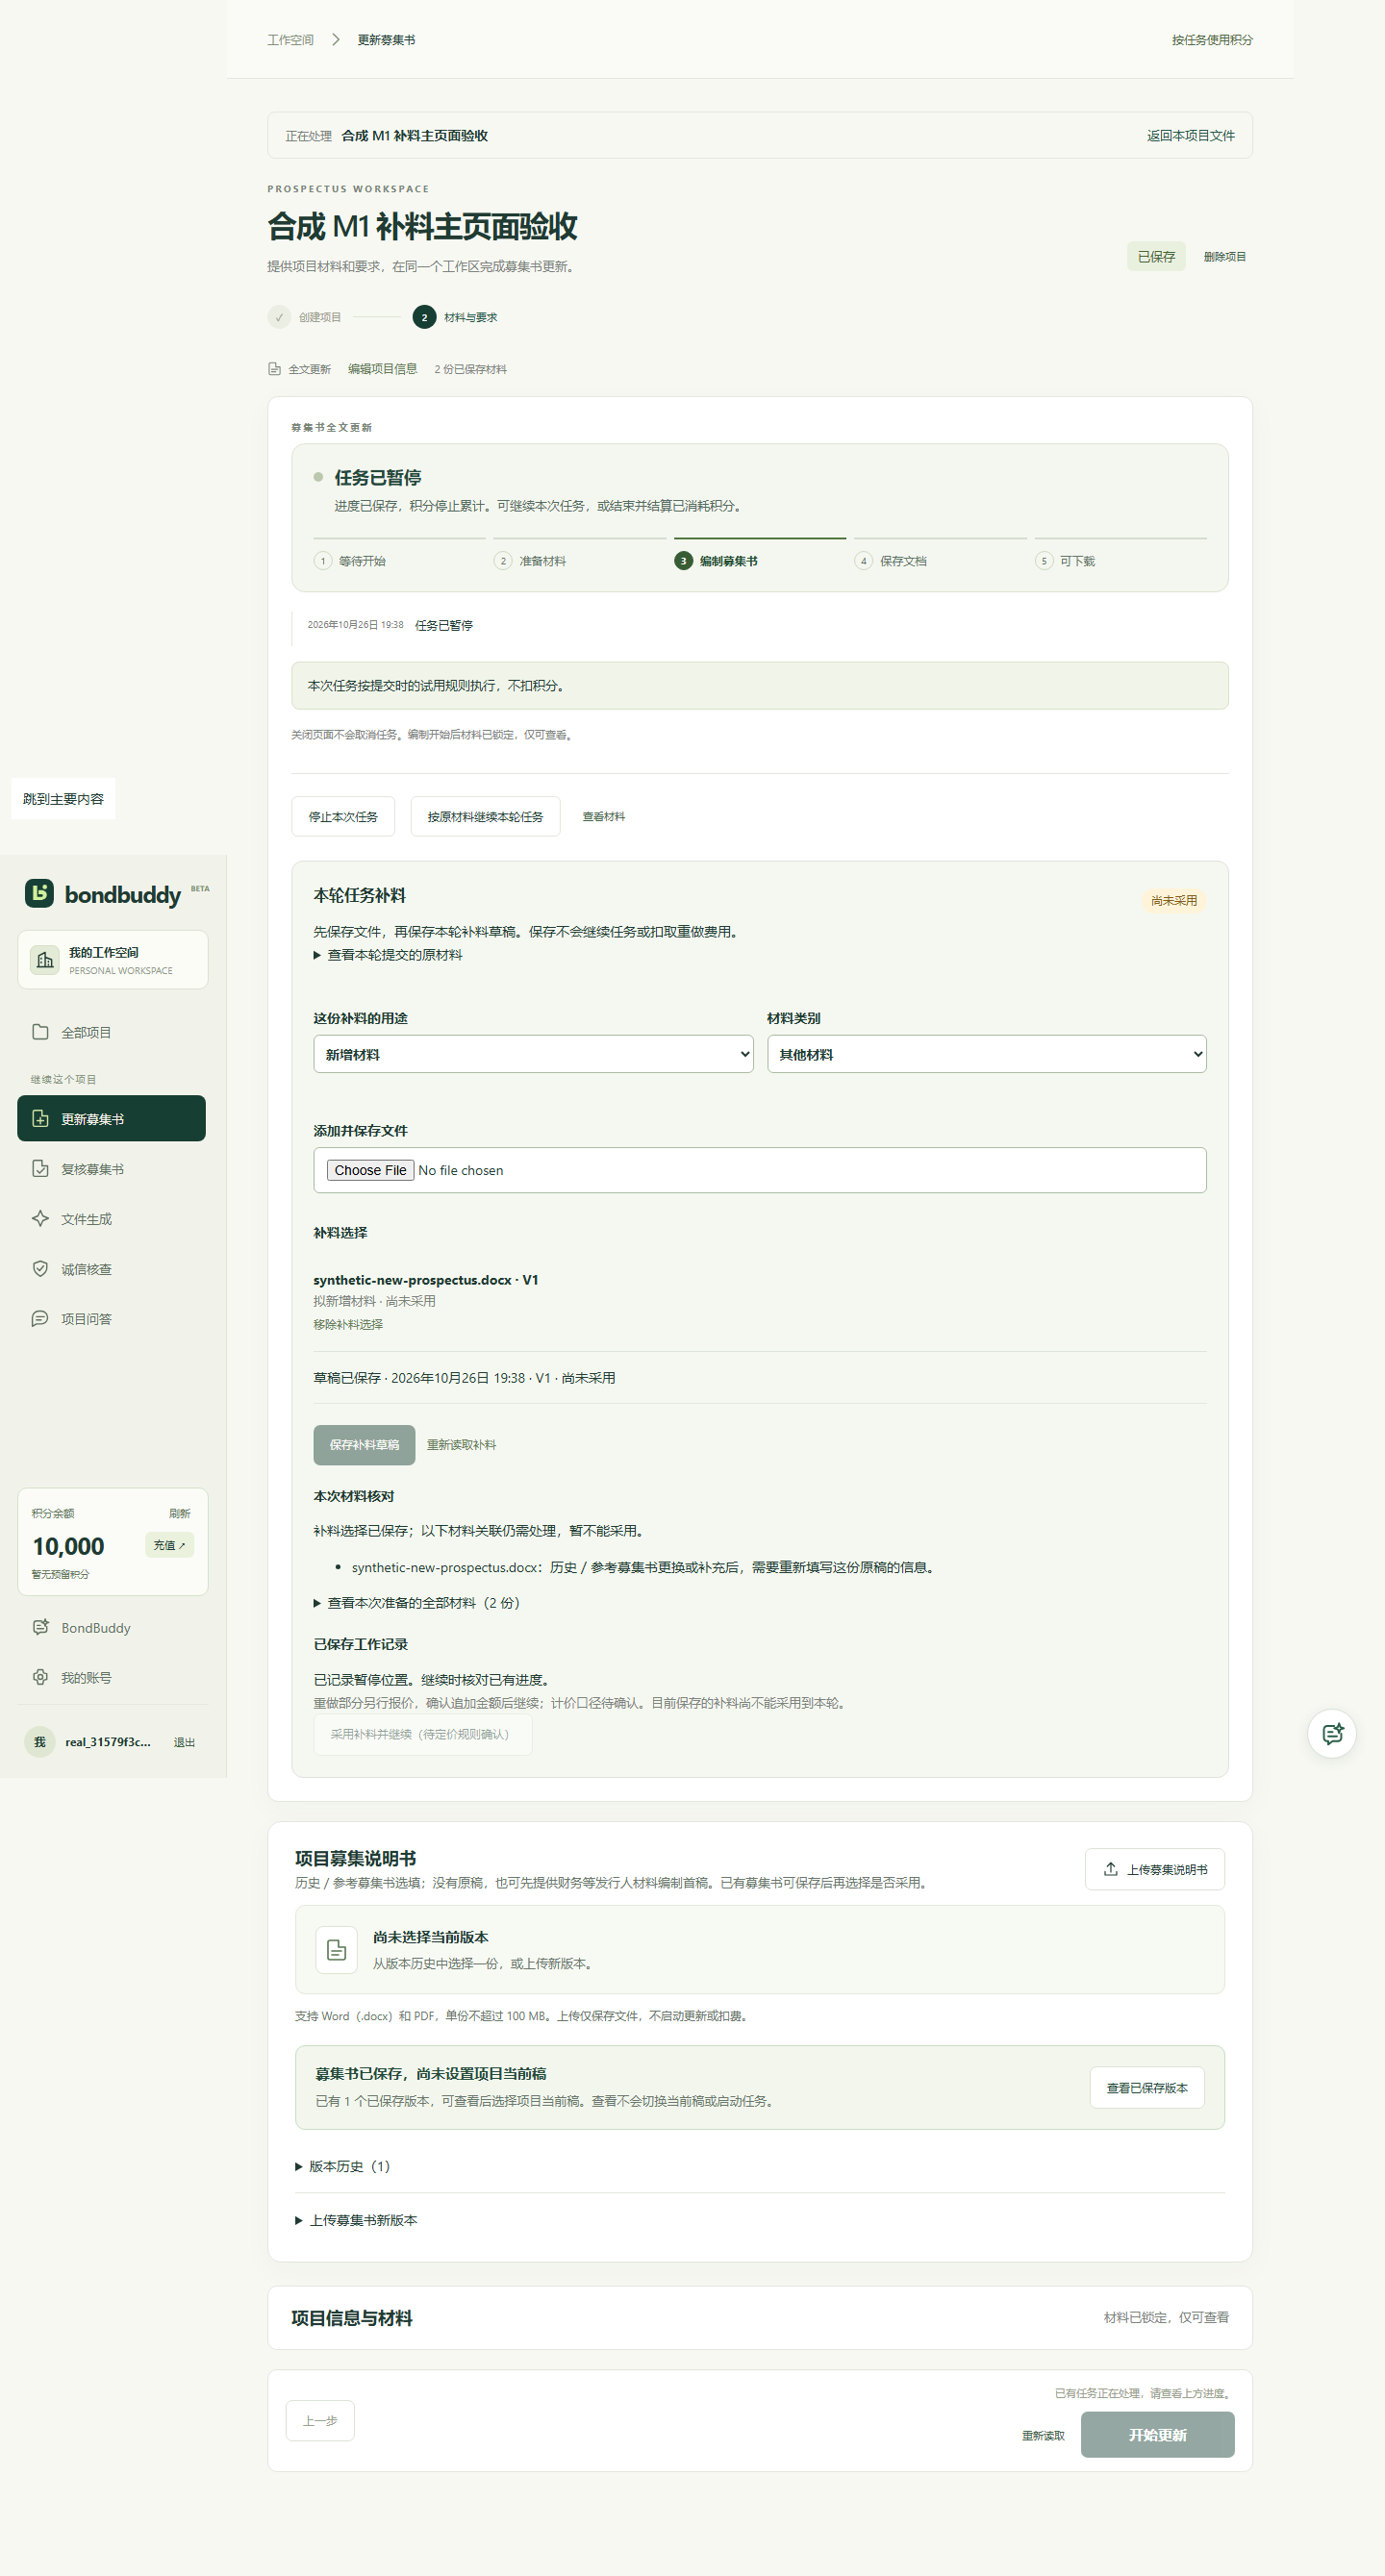 工作空间 > 更新募集书
按任务使用积分
正在处理 合成 M1 补料主页面验收
返回本项目文件
PROSPECTUS WORKSPACE
合成 M1 补料主页面验收
提供项目材料和要求，在同一个工作区完成募集书更新。
已保存
删除项目
✓ 创建项目
2 材料与要求
全文更新 编辑项目信息 2 份已保存材料
募集书全文更新
任务已暂停
进度已保存，积分停止累计。可继续本次任务，或结束并结算已消耗积分。
1 等待开始
2 准备材料
3 编制募集书
4 保存文档
5 可下载
2026年10月26日 19:38 任务已暂停
本次任务按提交时的试用规则执行，不扣积分。
关闭页面不会取消任务。编制开始后材料已锁定，仅可查看。
停止本次任务
按原材料继续本轮任务
查看材料
跳到主要内容
bondbuddy BETA
我的工作空间
PERSONAL WORKSPACE
全部项目
继续这个项目
更新募集书
复核募集书
文件生成
诚信核查
项目问答
积分余额
刷新
10,000
充值 ↗
暂无预留积分
BondBuddy
我的账号
我 real_31579f3c... 退出
本轮任务补料
尚未采用
先保存文件，再保存本轮补料草稿。保存不会继续任务或扣取重做费用。
▶ 查看本轮提交的原材料
这份补料的用途
新增材料
材料类别
其他材料
添加并保存文件
Choose File No file chosen
补料选择
synthetic-new-prospectus.docx · V1
拟新增材料 · 尚未采用
移除补料选择
草稿已保存 · 2026年10月26日 19:38 · V1 · 尚未采用
保存补料草稿
重新读取补料
本次材料核对
补料选择已保存；以下材料关联仍需处理，暂不能采用。
• synthetic-new-prospectus.docx：历史 / 参考募集书更换或补充后，需要重新填写这份原稿的信息。
▶ 查看本次准备的全部材料（2 份）
已保存工作记录
已记录暂停位置。继续时核对已有进度。
重做部分另行报价，确认追加金额后继续；计价口径待确认。目前保存的补料尚不能采用到本轮。
采用补料并继续（待定价规则确认）
项目募集说明书
历史 / 参考募集书选填；没有原稿，也可先提供财务等发行人材料编制首稿。已有募集书可保存后再选择是否采用。
上传募集说明书
尚未选择当前版本
从版本历史中选择一份，或上传新版本。
支持 Word（.docx）和 PDF，单份不超过 100 MB。上传仅保存文件，不启动更新或扣费。
募集书已保存，尚未设置项目当前稿
已有 1 个已保存版本，可查看后选择项目当前稿。查看不会切换当前稿或启动任务。
查看已保存版本
▶ 版本历史（1）
▶ 上传募集书新版本
项目信息与材料
材料已锁定，仅可查看
上一步
已有任务正在处理，请查看上方进度。
重新读取
开始更新